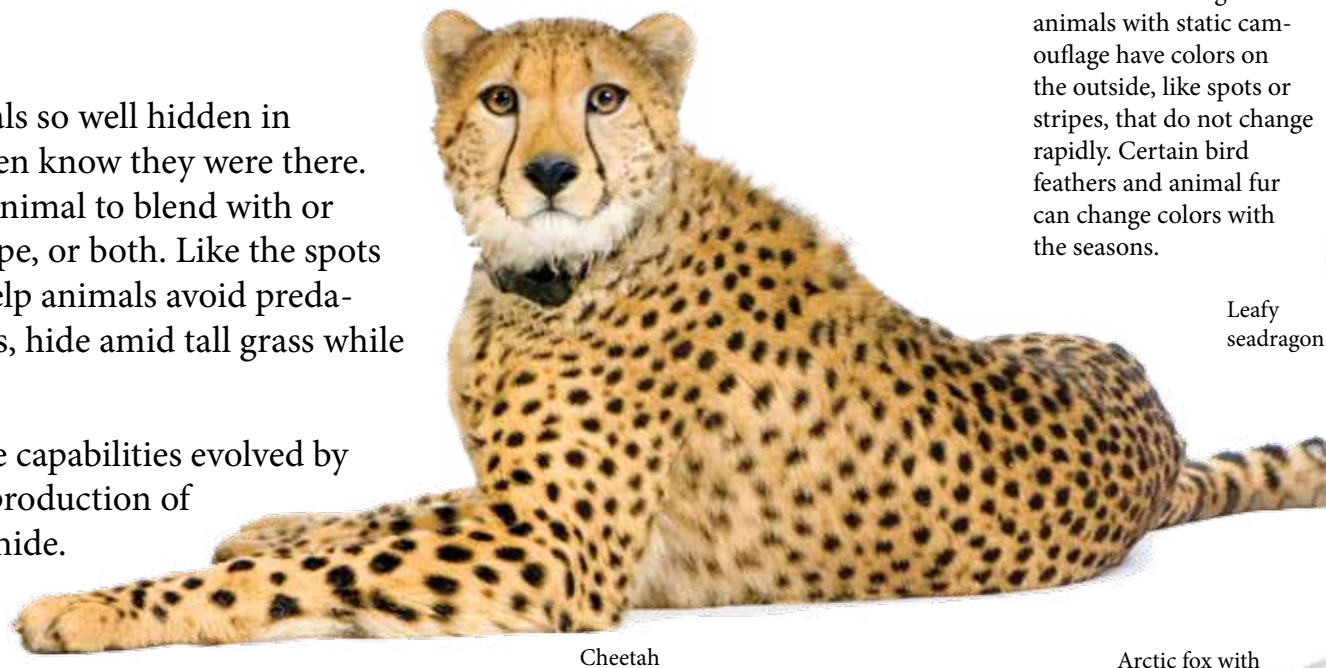 als so well hidden in
en know they were there.
nimal to blend with or
pe, or both. Like the spots
elp animals avoid preda-
s, hide amid tall grass while
e capabilities evolved by
production of
hide.
Cheetah
animals with static cam-
ouflage have colors on
the outside, like spots or
stripes, that do not change
rapidly. Certain bird
feathers and animal fur
can change colors with
the seasons.
Leafy
seadragon
Arctic fox with